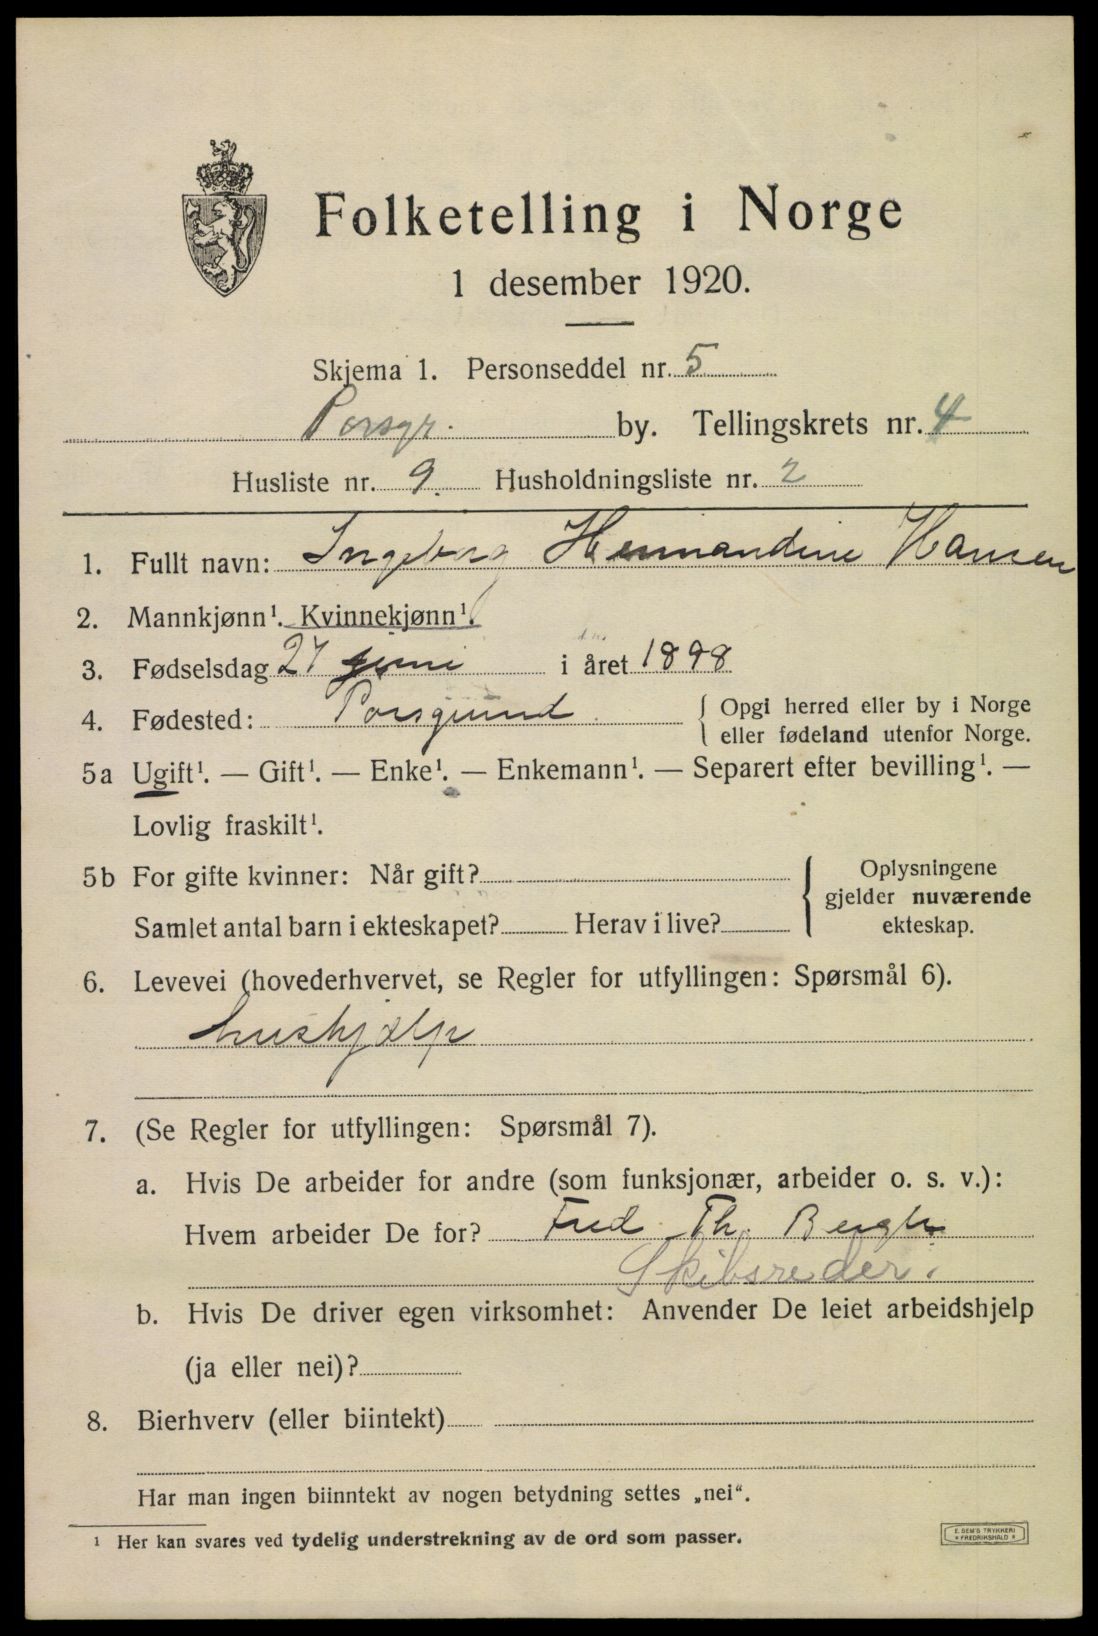 Folketelling i Norge
1 desember 1920.
Skjema 1. Personseddel nr. 5
Porsgr. by. Tellingskrets nr. 4
Husliste nr. 9. Husholdningsliste nr. 2
1. Fullt navn: Ingeborg Hermandine Hansen
2. Mannkjønn¹. Kvinnekjønn¹.
3. Fødselsdag 27 juni i året 1898
4. Fødested: Porsgrund { Opgi herred eller by i Norge
eller fødeland utenfor Norge.
5a Ugift¹. — Gift¹. — Enke¹. — Enkemann¹. — Separert efter bevilling¹. —
Lovlig fraskilt¹.
5b For gifte kvinner: Når gift? { Oplysningene
gjelder nuværende
Samlet antal barn i ekteskapet? Herav i live? ekteskap.
6. Levevei (hovederhvervet, se Regler for utfyllingen: Spørsmål 6).
hushjælp
7. (Se Regler for utfyllingen: Spørsmål 7).
a. Hvis De arbeider for andre (som funksjonær, arbeider o. s. v.):
Hvem arbeider De for? Fred. Th. Bergh
Skibsreder.
b. Hvis De driver egen virksomhet: Anvender De leiet arbeidshjelp
(ja eller nei)?
8. Bierhverv (eller biintekt)
Har man ingen biinntekt av nogen betydning settes „nei“.
¹ Her kan svares ved tydelig understrekning av de ord som passer.
E. SEM'S TRYKKERI
* FREDRIKSHALD *